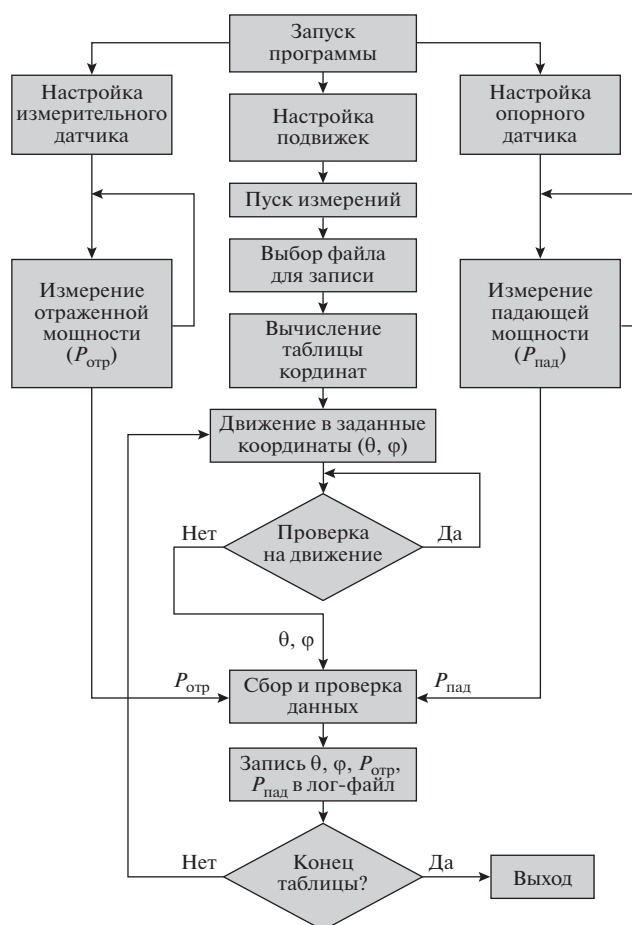 Запуск
программы
Настройка
измерительного
датчика
Настройка
подвижек
Настройка
опорного
датчика
Пуск измерений
Выбор файла
для записи
Измерение
отраженной
мощности
(Pотр)
Вычисление
таблицы
кординат
Измерение
падающей
мощности
(Pпад)
Движение в заданные
координаты (θ, φ)
Нет
Проверка
на движение
Да
θ, φ
Pотр
Сбор и проверка
данных
Pпад
Запись θ, φ, Pотр,
Pпад в лог-файл
Нет
Конец
таблицы?
Да
Выход